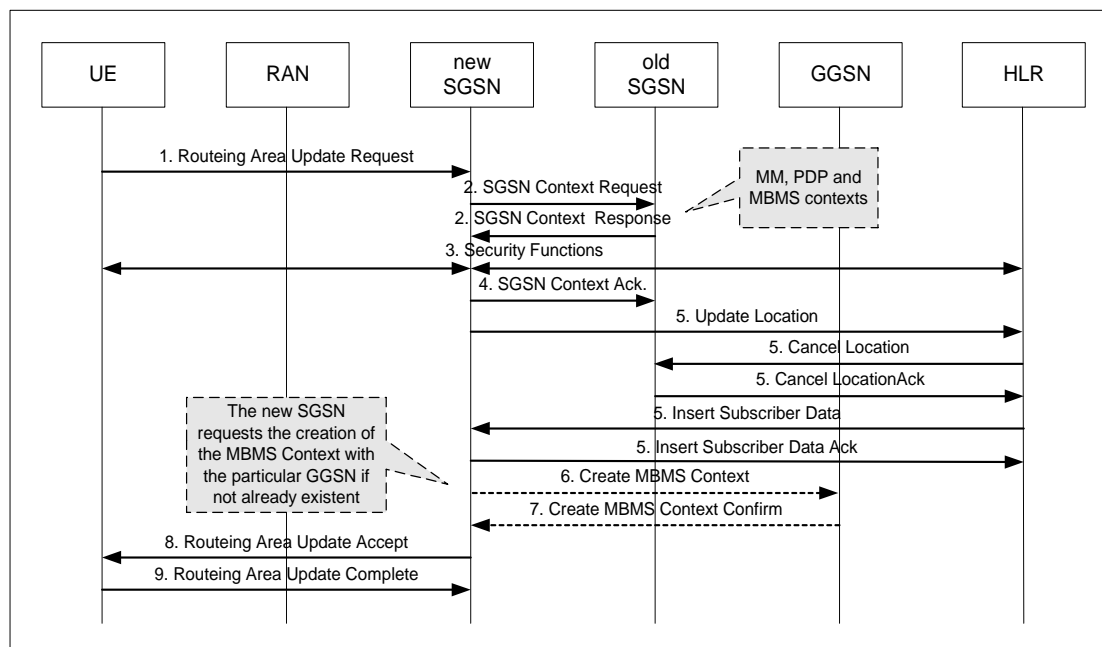 UE
RAN
new
SGSN
old
SGSN
GGSN
HLR
1. Routeing Area Update Request
2. SGSN Context Request
MM, PDP and
MBMS contexts
2. SGSN Context  Response
3. Security Functions
4. SGSN Context Ack.
5. Update Location
5. Cancel Location
5. Cancel LocationAck
The new SGSN
requests the creation of
the MBMS Context with
the particular GGSN if
not already existent
5. Insert Subscriber Data
5. Insert Subscriber Data Ack
6. Create MBMS Context
7. Create MBMS Context Confirm
8. Routeing Area Update Accept
9. Routeing Area Update Complete